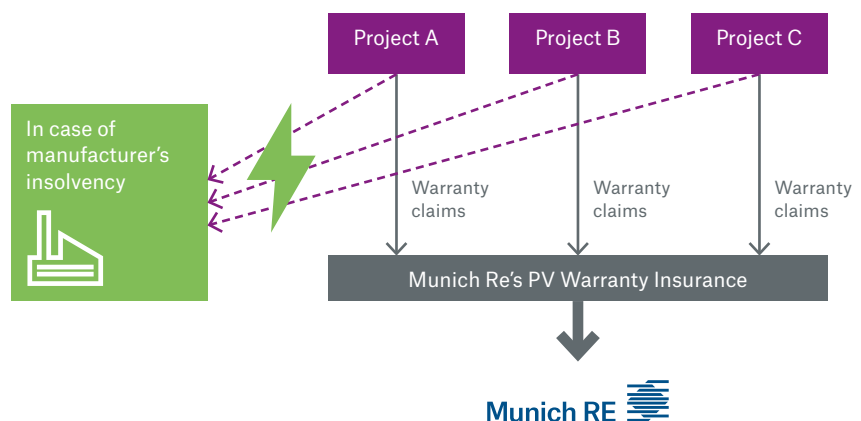 Project A
Project B
Project C
In case of
manufacturer's
insolvency
Warranty
claims
Warranty
claims
Warranty
claims
Munich Re's PV Warranty Insurance
Munich RE